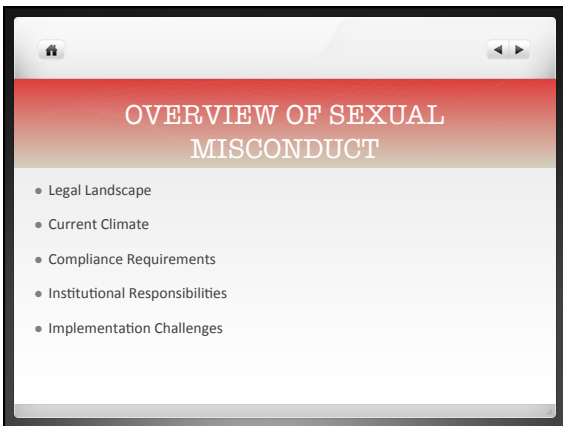 OVERVIEW OF SEXUAL
MISCONDUCT
● Legal Landscape
● Current Climate
● Compliance Requirements
● Institutional Responsibilities
● Implementation Challenges